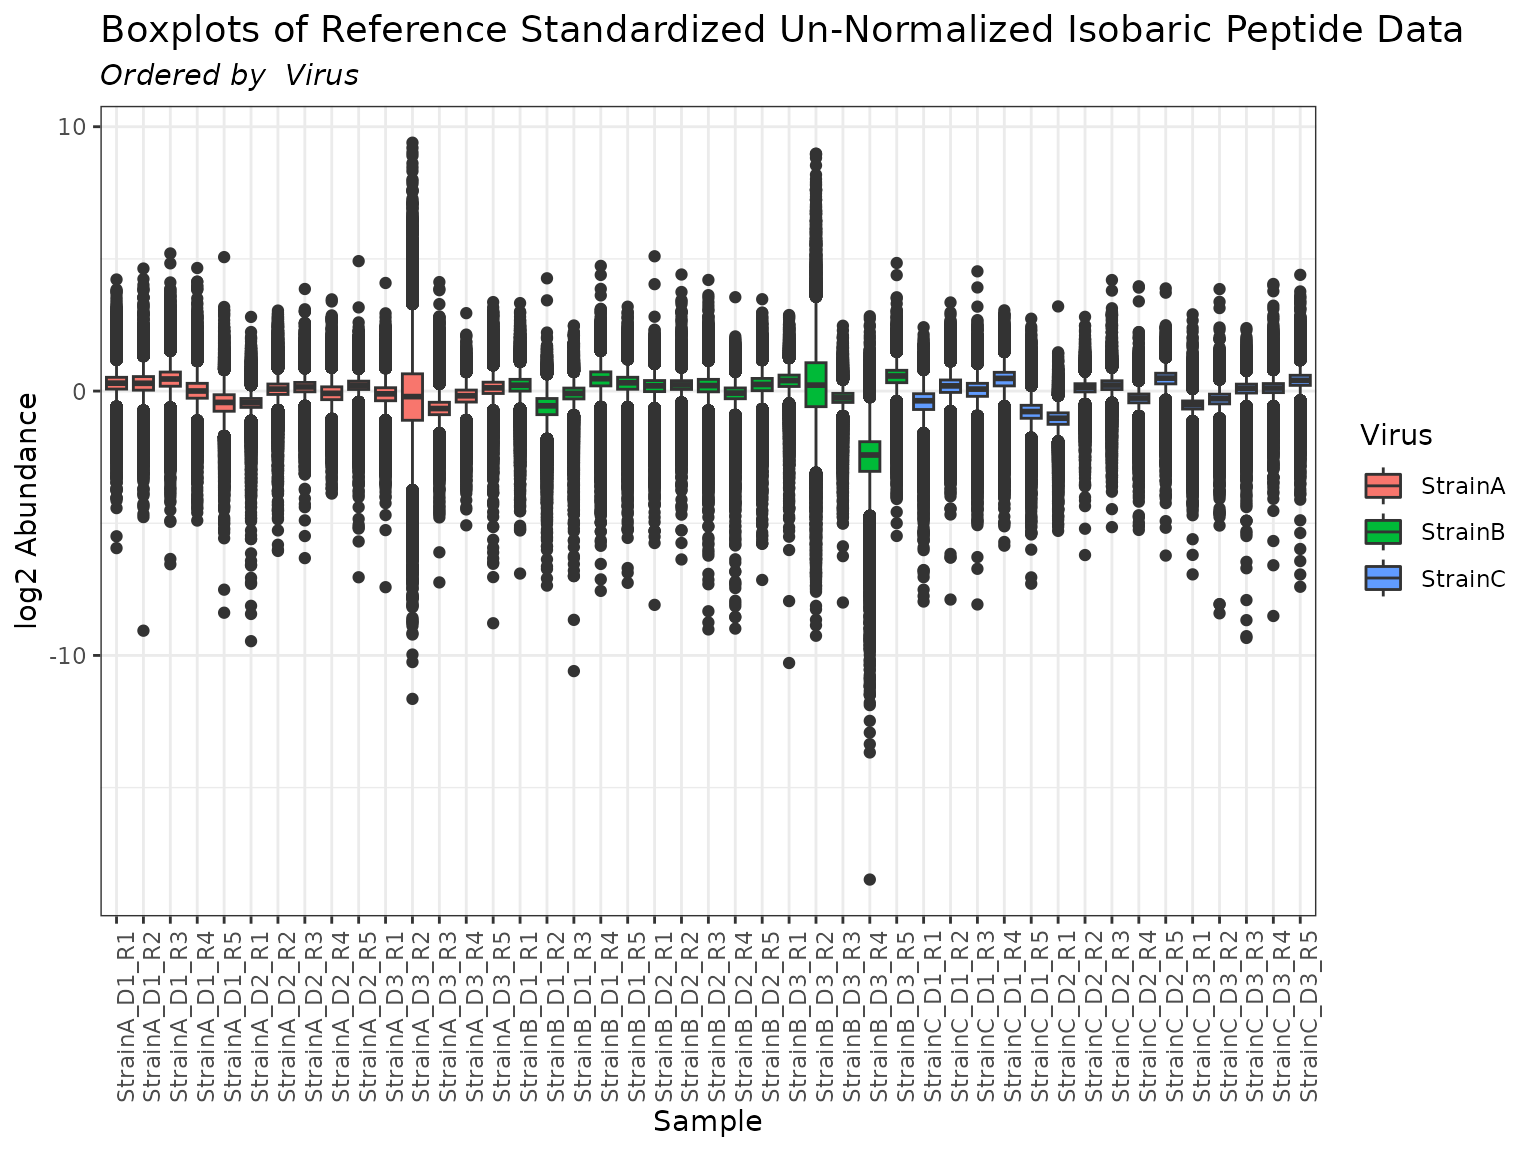 Boxplots of Reference Standardized Un-Normalized Isobaric Peptide Data
Ordered by  Virus
log2 Abundance
10
0
-10
StrainA_D1_R1
StrainA_D1_R2
StrainA_D1_R3
StrainA_D1_R4
StrainA_D1_R5
StrainA_D2_R1
StrainA_D2_R2
StrainA_D2_R3
StrainA_D2_R4
StrainA_D2_R5
StrainA_D3_R1
StrainA_D3_R2
StrainA_D3_R3
StrainA_D3_R4
StrainA_D3_R5
StrainB_D1_R1
StrainB_D1_R2
StrainB_D1_R3
StrainB_D1_R4
StrainB_D1_R5
StrainB_D2_R1
StrainB_D2_R2
StrainB_D2_R3
StrainB_D2_R4
StrainB_D2_R5
StrainB_D3_R1
StrainB_D3_R2
StrainB_D3_R3
StrainB_D3_R4
StrainB_D3_R5
StrainC_D1_R1
StrainC_D1_R2
StrainC_D1_R3
StrainC_D1_R4
StrainC_D1_R5
StrainC_D2_R1
StrainC_D2_R2
StrainC_D2_R3
StrainC_D2_R4
StrainC_D2_R5
StrainC_D3_R1
StrainC_D3_R2
StrainC_D3_R3
StrainC_D3_R4
StrainC_D3_R5
Sample
Virus
StrainA
StrainB
StrainC